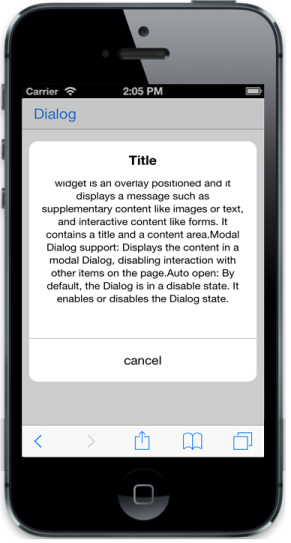 Carrier 2:05 PM
Dialog
Title
widget is an overlay positioned and it
displays a message such as
supplementary content like images or text,
and interactive content like forms. It
contains a title and a content area.Modal
Dialog support: Displays the content in a
modal Dialog, disabling interaction with
other items on the page.Auto open: By
default, the Dialog is in a disable state. It
enables or disables the Dialog state.
cancel